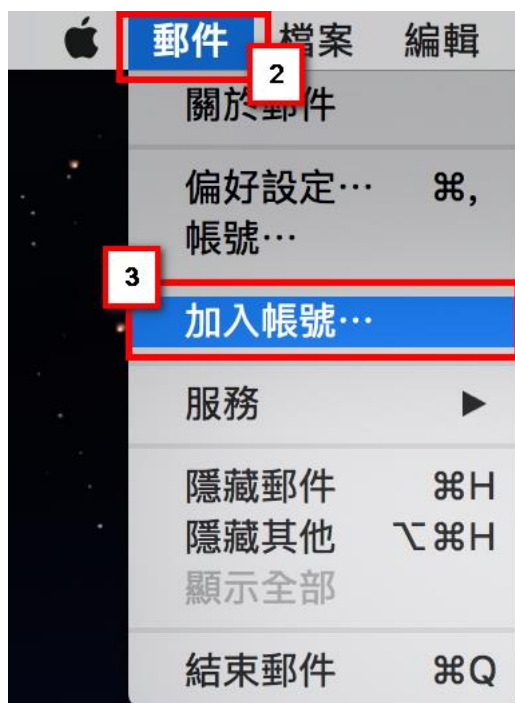 郵件 檔案 編輯
2
關於郵件
偏好設定⋯ ⌘,
帳號⋯
3
加入帳號⋯
服務 ▶
隱藏郵件 ⌘H
隱藏其他 ⌥⌘H
顯示全部
結束郵件 ⌘Q